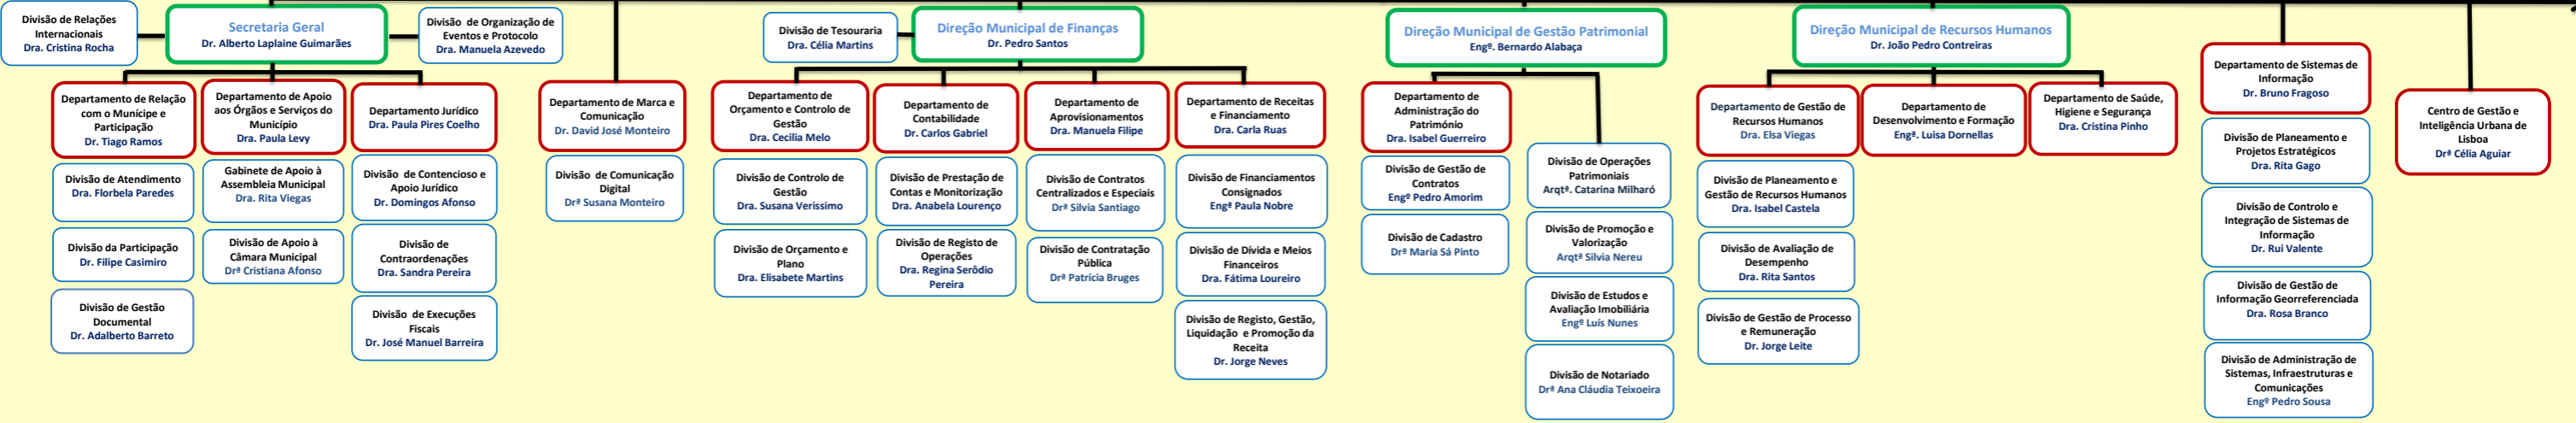 Divisão de Relações
Internacionais
Dra. Cristina Rocha
Secretaria Geral
Dr. Alberto Laplaine Guimarães
Divisão de Organização de
Eventos e Protocolo
Dra. Manuela Azevedo
Departamento de Relação
com o Munícipe e
Participação
Dr. Tiago Ramos
Divisão de Atendimento
Dra. Florbela Paredes
Divisão da Participação
Dr. Filipe Casimiro
Divisão de Gestão
Documental
Dr. Adalberto Barreto
Departamento de Apoio
aos Órgãos e Serviços do
Município
Dra. Paula Levy
Gabinete de Apoio à
Assembleia Municipal
Dra. Rita Viegas
Divisão de Apoio à
Câmara Municipal
Drª Cristiana Afonso
Departamento Jurídico
Dra. Paula Pires Coelho
Divisão de Contencioso e
Apoio Jurídico
Dr. Domingos Afonso
Divisão de
Contraordenações
Dra. Sandra Pereira
Divisão de Execuções
Fiscais
Dr. José Manuel Barreira
Departamento de Marca e
Comunicação
Dr. David José Monteiro
Divisão de Comunicação
Digital
Drª Susana Monteiro
Divisão de Tesouraria
Dra. Célia Martins
Direção Municipal de Finanças
Dr. Pedro Santos
Departamento de
Orçamento e Controlo de
Gestão
Dra. Cecilia Melo
Divisão de Controlo de
Gestão
Dra. Susana Verissimo
Divisão de Orçamento e
Plano
Dra. Elisabete Martins
Departamento de
Contabilidade
Dr. Carlos Gabriel
Divisão de Prestação de
Contas e Monitorização
Dra. Anabela Lourenço
Divisão de Registo de
Operações
Dra. Regina Serôdio
Pereira
Departamento de
Aprovisionamentos
Dra. Manuela Filipe
Divisão de Contratos
Centralizados e Especiais
Drª Silvia Santiago
Divisão de Contratação
Pública
Drª Patrícia Bruges
Departamento de Receitas
e Financiamento
Dra. Carla Ruas
Divisão de Financiamentos
Consignados
Engª Paula Nobre
Divisão de Dívida e Meios
Financeiros
Dra. Fátima Loureiro
Divisão de Registo, Gestão,
Liquidação e Promoção da
Receita
Dr. Jorge Neves
Direção Municipal de Gestão Patrimonial
Engº. Bernardo Alabaça
Departamento de
Administração do
Património
Dra. Isabel Guerreiro
Divisão de Gestão de
Contratos
Engº Pedro Amorim
Divisão de Cadastro
Drª Maria Sá Pinto
Divisão de Operações
Patrimoniais
Arqtª. Catarina Milharó
Divisão de Promoção e
Valorização
Arqtª Silvia Nereu
Divisão de Estudos e
Avaliação Imobiliária
Engº Luís Nunes
Divisão de Notariado
Drª Ana Cláudia Teixoeira
Direção Municipal de Recursos Humanos
Dr. João Pedro Contreiras
Departamento de Gestão de
Recursos Humanos
Dra. Elsa Viegas
Divisão de Planeamento e
Gestão de Recursos Humanos
Dra. Isabel Castela
Divisão de Avaliação de
Desempenho
Dra. Rita Santos
Divisão de Gestão de Processo
e Remuneração
Dr. Jorge Leite
Departamento de
Desenvolvimento e Formação
Engª. Luisa Dornellas
Departamento de Saúde,
Higiene e Segurança
Dra. Cristina Pinho
Departamento de Sistemas de
Informação
Dr. Bruno Fragoso
Divisão de Planeamento e
Projetos Estratégicos
Dra. Rita Gago
Divisão de Controlo e
Integração de Sistemas de
Informação
Dr. Rui Valente
Divisão de Gestão de
Informação Georreferenciada
Dra. Rosa Branco
Divisão de Administração de
Sistemas, Infraestruturas e
Comunicações
Engº Pedro Sousa
Centro de Gestão e
Inteligência Urbana de
Lisboa
Drª Célia Aguiar